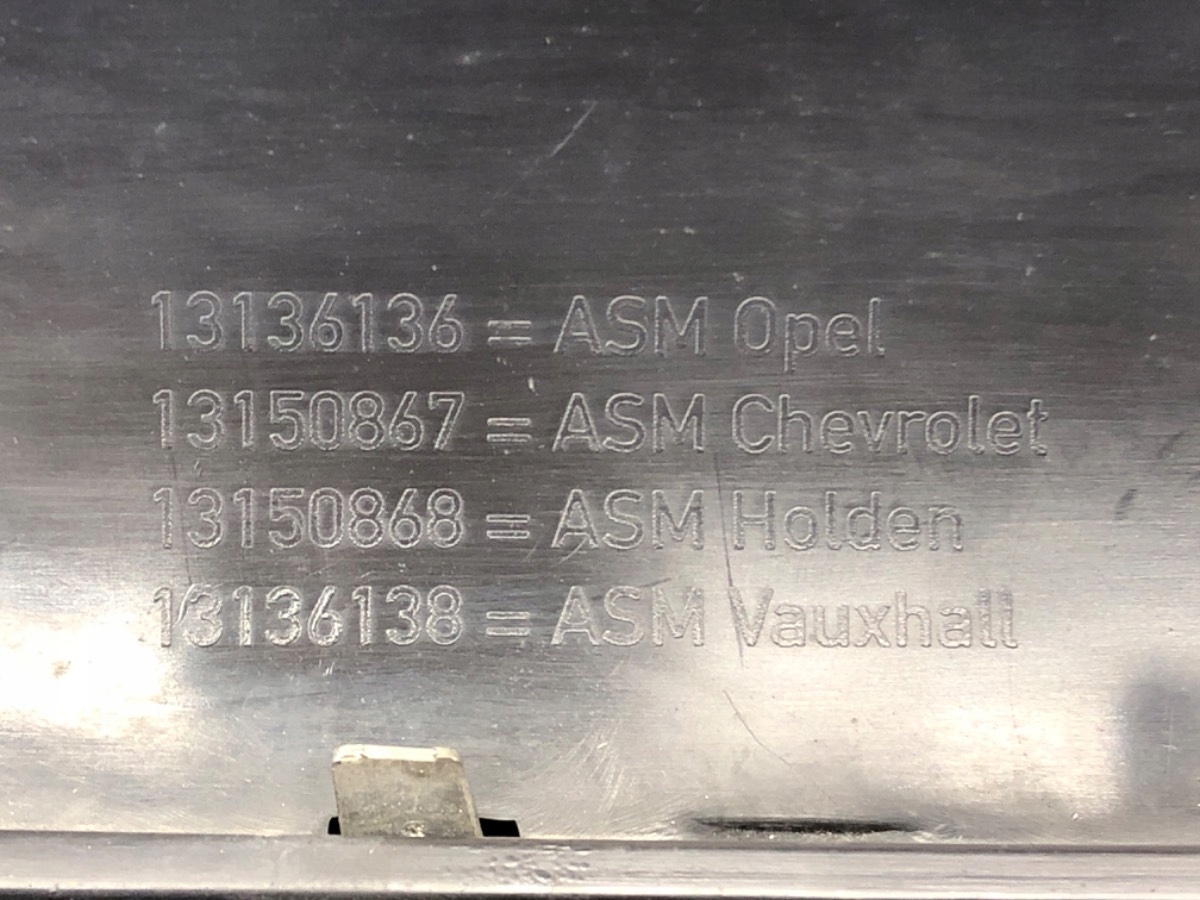 13136136 = ASM Opel
13150867 = ASM Chevrolet
13150868 = ASM Holden
13136138 = ASM Vauxhall